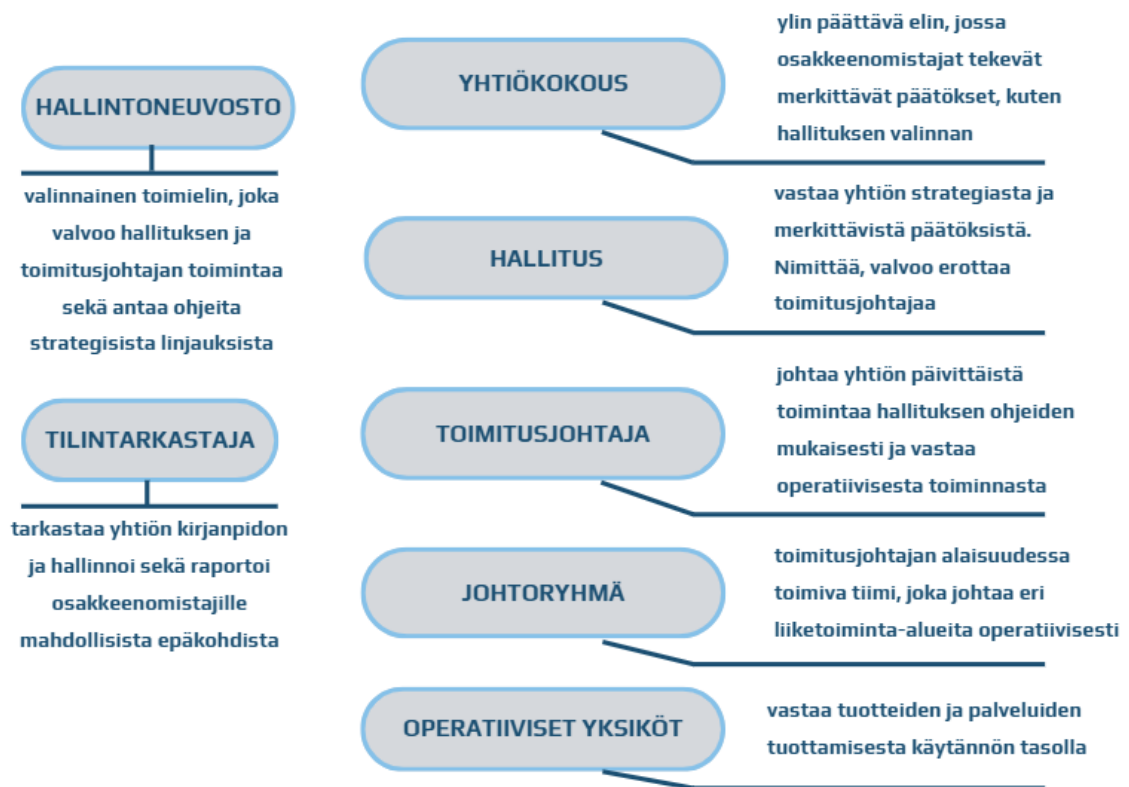 HALLINTONEUVOSTO
valinnainen toimielin, joka
valvoo hallituksen ja
toimitusjohtajan toimintaa
sekä antaa ohjeita
strategisista linjauksista
TILINTARKASTAJA
tarkastaa yhtiön kirjanpidon
ja hallinnoi sekä raportoi
osakkeenomistajille
mahdollisista epäkohdista
YHTIÖKOKOUS
ylin päättävä elin, jossa
osakkeenomistajat tekevät
merkittävät päätökset, kuten
hallituksen valinnan
HALLITUS
vastaa yhtiön strategiasta ja
merkittävistä päätöksistä.
Nimittää, valvoo erottaa
toimitusjohtajaa
TOIMITUSJOHTAJA
johtaa yhtiön päivittäistä
toimintaa hallituksen ohjeiden
mukaisesti ja vastaa
operatiivisesta toiminnasta
JOHTORYHMÄ
toimitusjohtajan alaisuudessa
toimiva tiimi, joka johtaa eri
liiketoiminta-alueita operatiivisesti
OPERATIIVISET YKSIKÖT
vastaa tuotteiden ja palveluiden
tuottamisesta käytännön tasolla